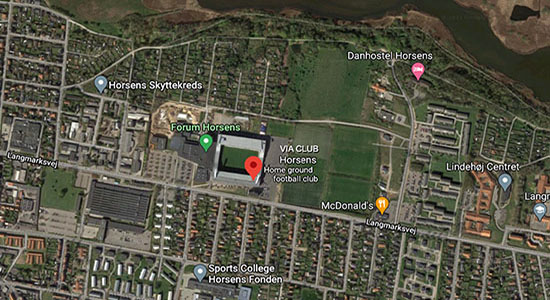 Danhostel Horsens
Horsens Skyttekreds
Forum Horsens
VIA CLUB
Horsens
Home ground
football club
Langmarksvej
Lindehøj Centret
McDonald's
Langmarksvej
Lang
Sports College
Horsens Fonden